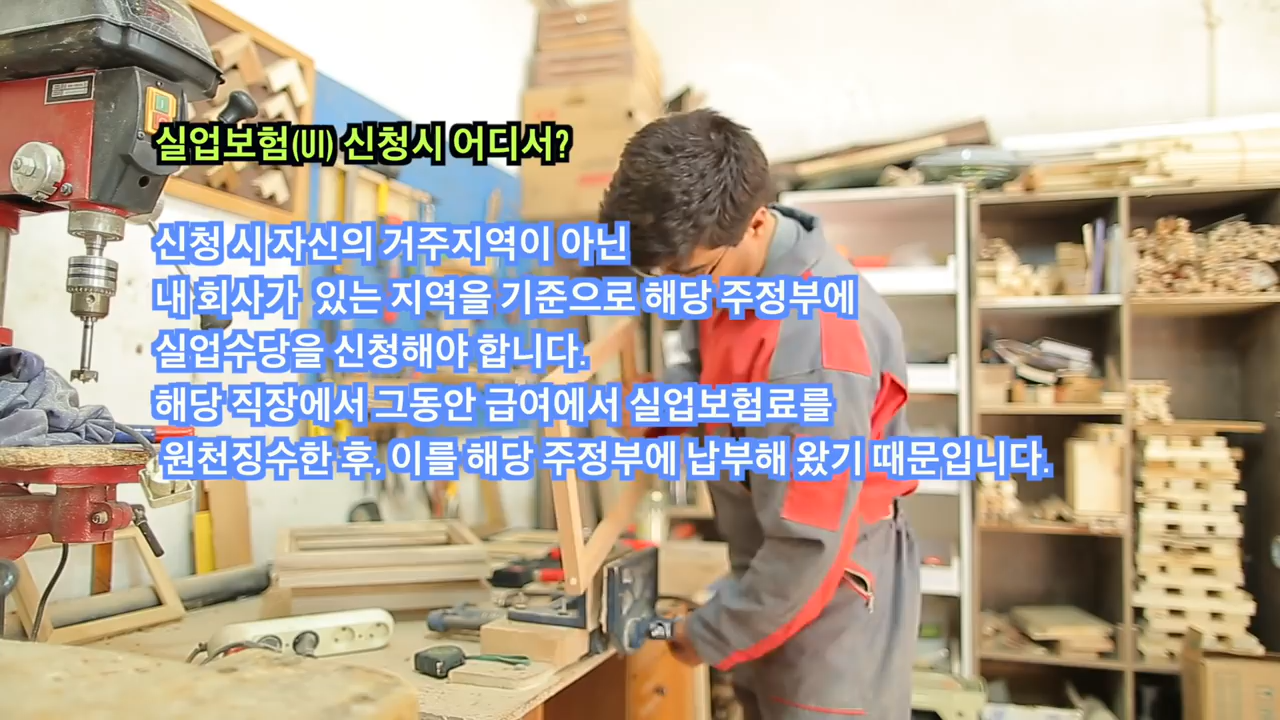 실업보험(UI) 신청시 어디서?
신청 시 자신의 거주지역이 아닌
내 회사가 있는 지역을 기준으로 해당 주정부에
실업수당을 신청해야 합니다.
해당 직장에서 그동안 급여에서 실업보험료를
원천징수한 후, 이를 해당 주정부에 납부해 왔기 때문입니다.